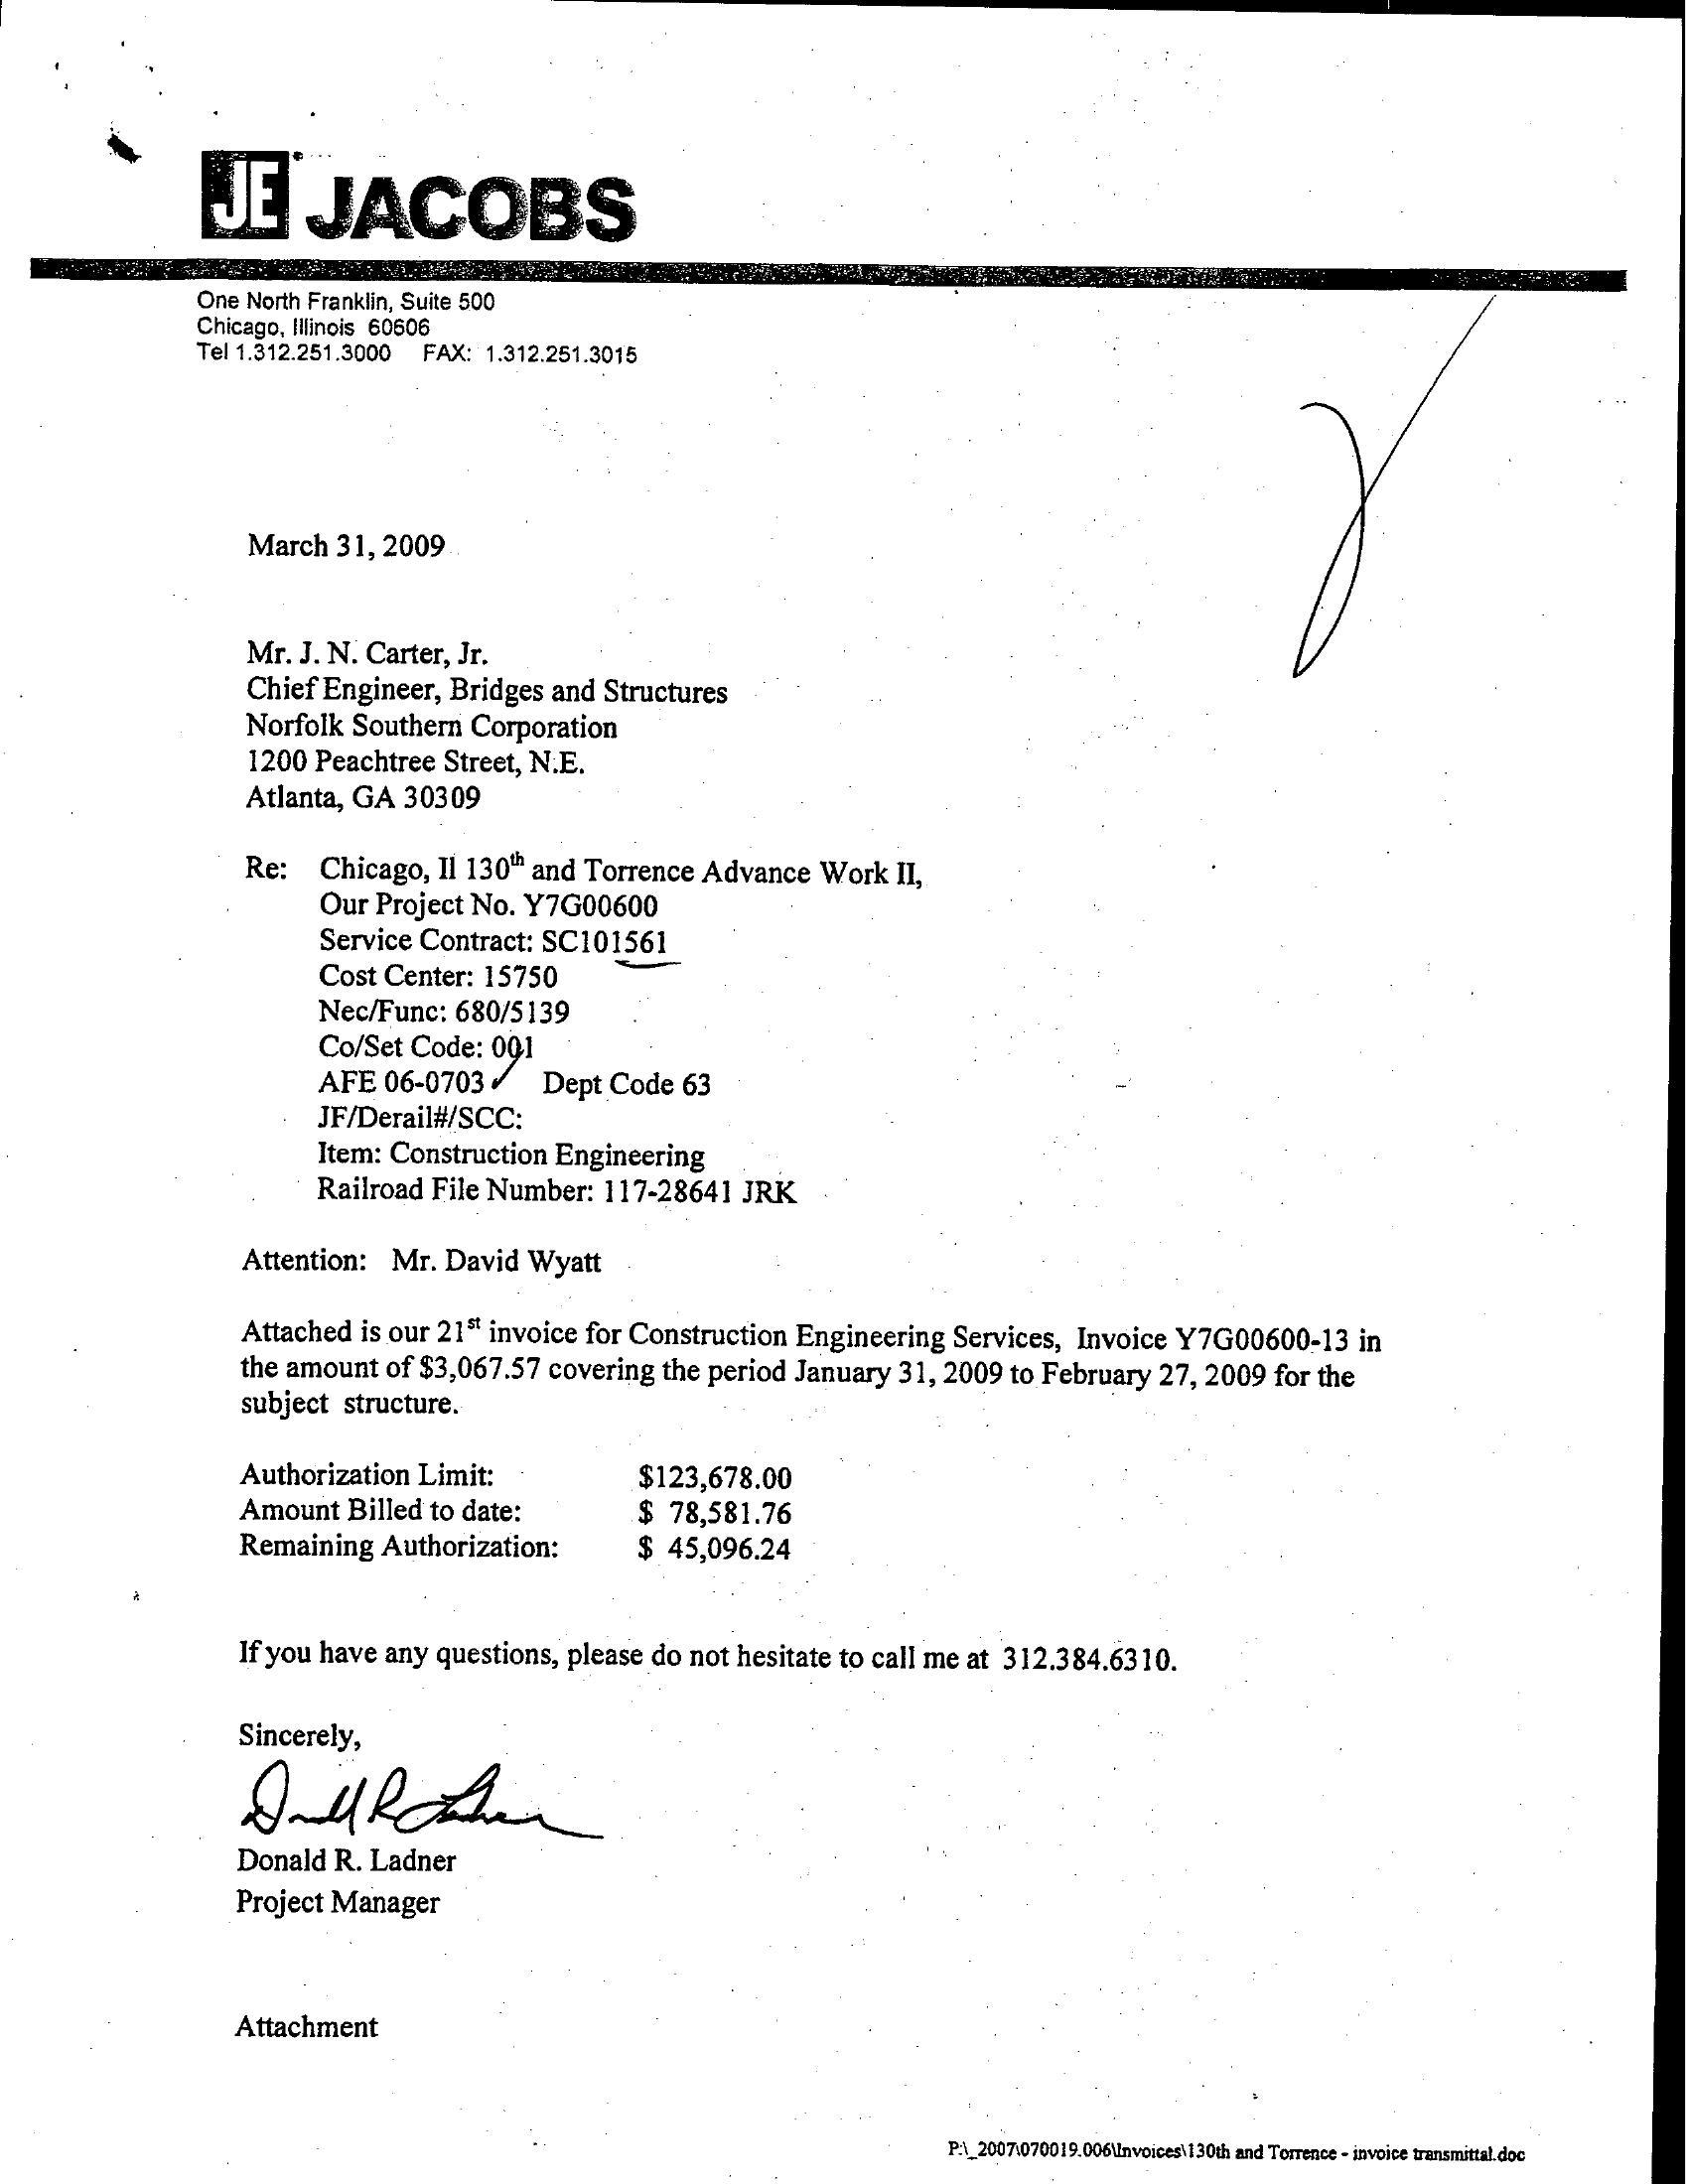 JE JACOBS
One North Franklin, Suite 500
Chicago, Illinois 60606
Tel 1.312.251.3000 FAX: 1.312.251.3015
March 31, 2009
Mr. J. N. Carter, Jr.
Chief Engineer, Bridges and Structures
Norfolk Southern Corporation
1200 Peachtree Street, N.E.
Atlanta, GA 30309
Re: Chicago, Il 130th and Torrence Advance Work II,
Our Project No. Y7G00600
Service Contract: SC101561
Cost Center: 15750
Nec/Func: 680/5139
Co/Set Code: 001
AFE 06-0703 ✓ Dept Code 63
JF/Derail#/SCC:
Item: Construction Engineering
Railroad File Number: 117-28641 JRK
Attention: Mr. David Wyatt
Attached is our 21st invoice for Construction Engineering Services, Invoice Y7G00600-13 in
the amount of $3,067.57 covering the period January 31, 2009 to February 27, 2009 for the
subject structure.
Authorization Limit: $123,678.00
Amount Billed to date: $ 78,581.76
Remaining Authorization: $ 45,096.24
If you have any questions, please do not hesitate to call me at 312.384.6310.
Sincerely,
Donald R. Ladner
Donald R. Ladner
Project Manager
Attachment
P:\_2007\070019.006\Invoices\130th and Torrence - invoice transmittal.doc